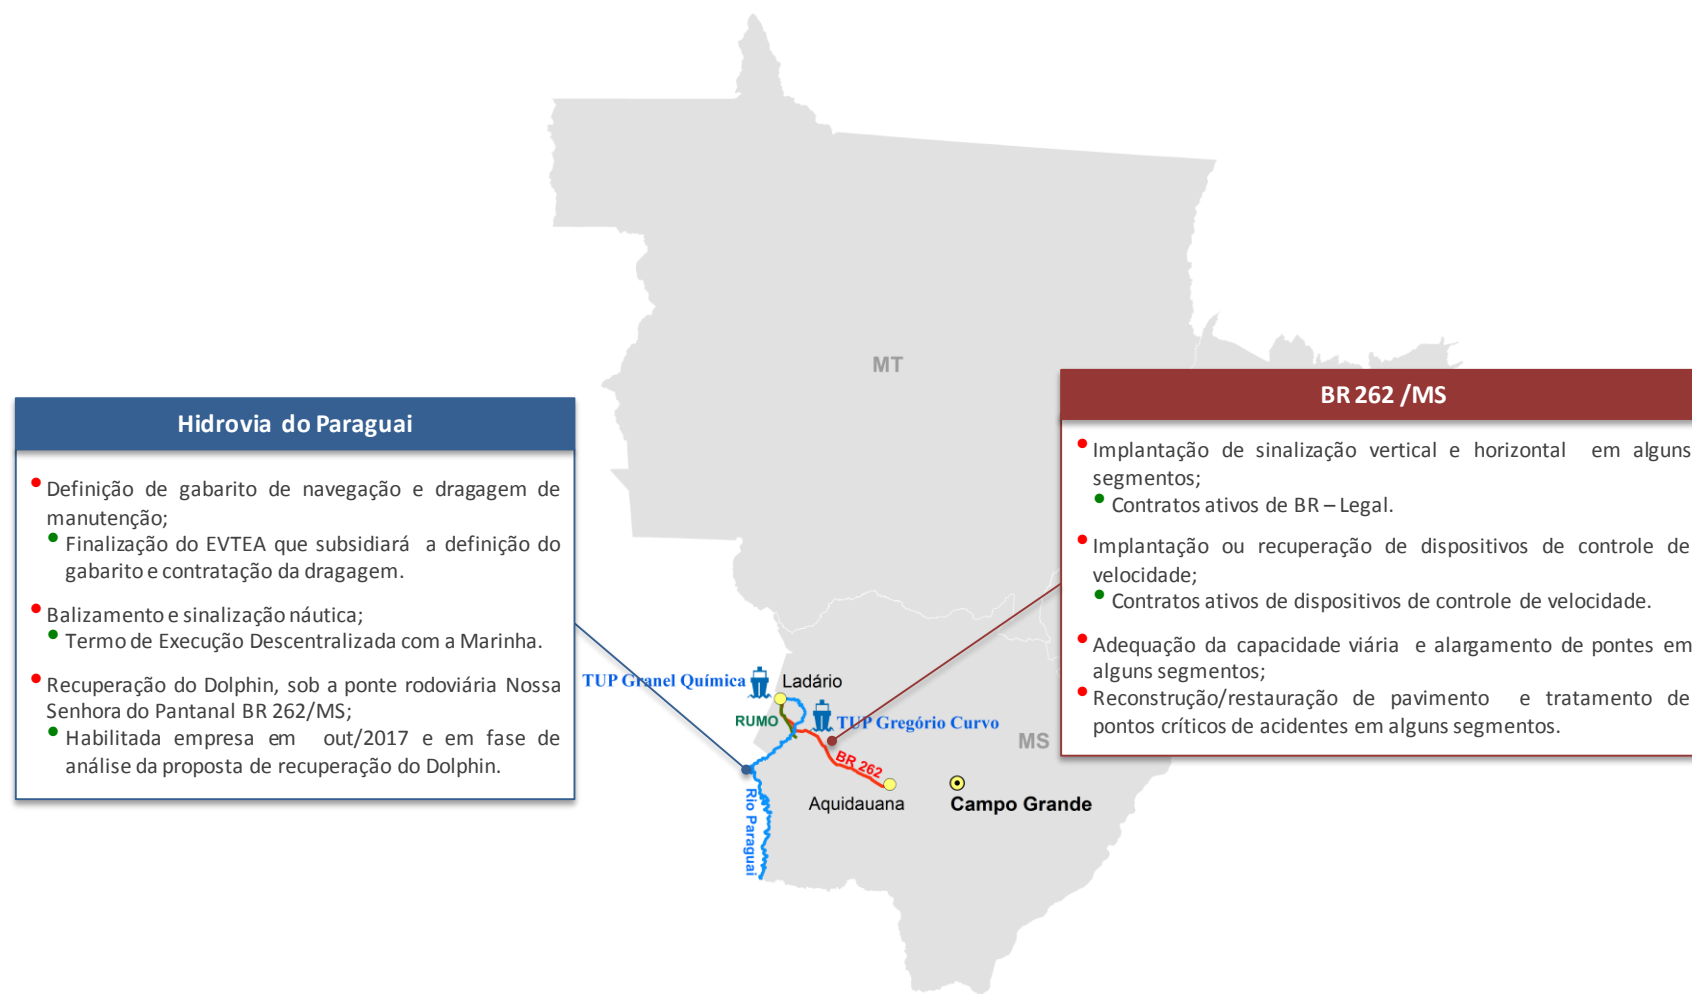 MT
Hidrovia do Paraguai
• Definição de gabarito de navegação e dragagem de
manutenção;
• Finalização do EVTEA que subsidiará a definição do
gabarito e contratação da dragagem.
• Balizamento e sinalização náutica;
• Termo de Execução Descentralizada com a Marinha.
• Recuperação do Dolphin, sob a ponte rodoviária Nossa
Senhora do Pantanal BR 262/MS;
• Habilitada empresa em out/2017 e em fase de
análise da proposta de recuperação do Dolphin.
BR 262 /MS
• Implantação de sinalização vertical e horizontal em alguns
segmentos;
• Contratos ativos de BR – Legal.
• Implantação ou recuperação de dispositivos de controle de
velocidade;
• Contratos ativos de dispositivos de controle de velocidade.
• Adequação da capacidade viária e alargamento de pontes em
alguns segmentos;
• Reconstrução/restauração de pavimento e tratamento de
pontos críticos de acidentes em alguns segmentos.
TUP Granel Química
Ladário
RUMO
TUP Gregório Curvo
MS
BR 262
Aquidauana
Campo Grande
Rio Paraguai